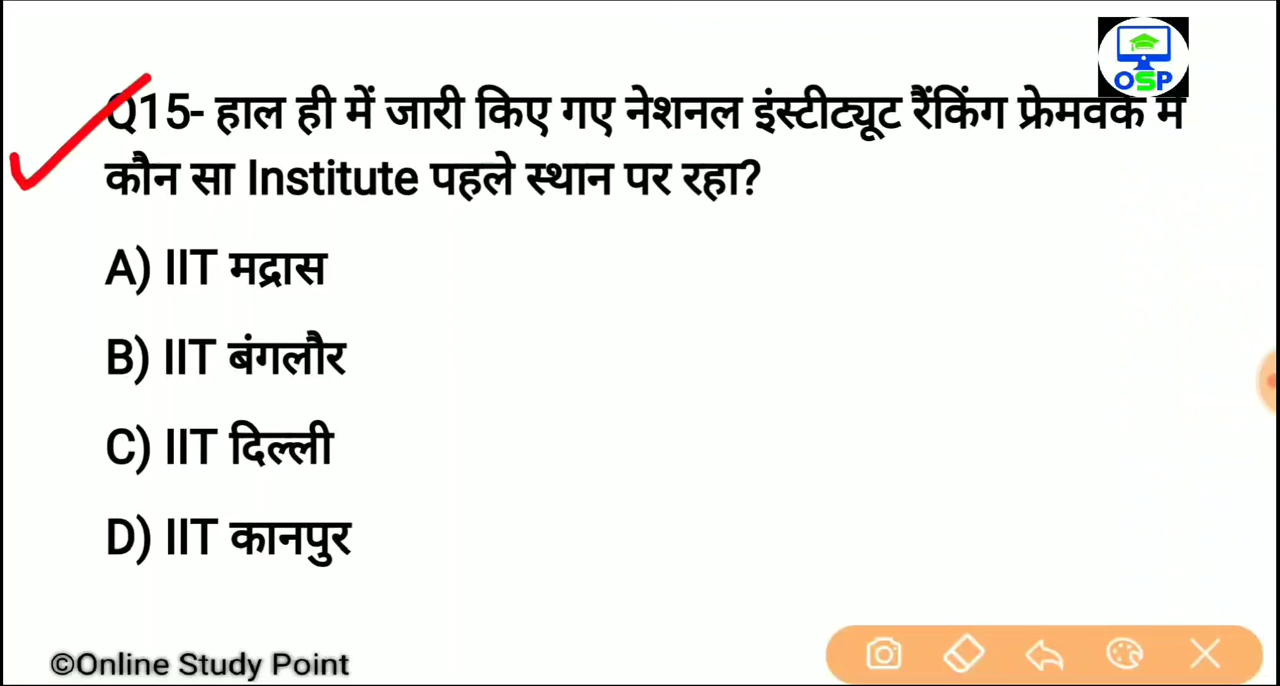 OSP
Q15- हाल ही में जारी किए गए नेशनल इंस्टीट्यूट रैंकिंग फ्रेमवर्क में
कौन सा Institute पहले स्थान पर रहा?
A) IIT मद्रास
B) IIT बंगलौर
C) IIT दिल्ली
D) IIT कानपुर
©Online Study Point